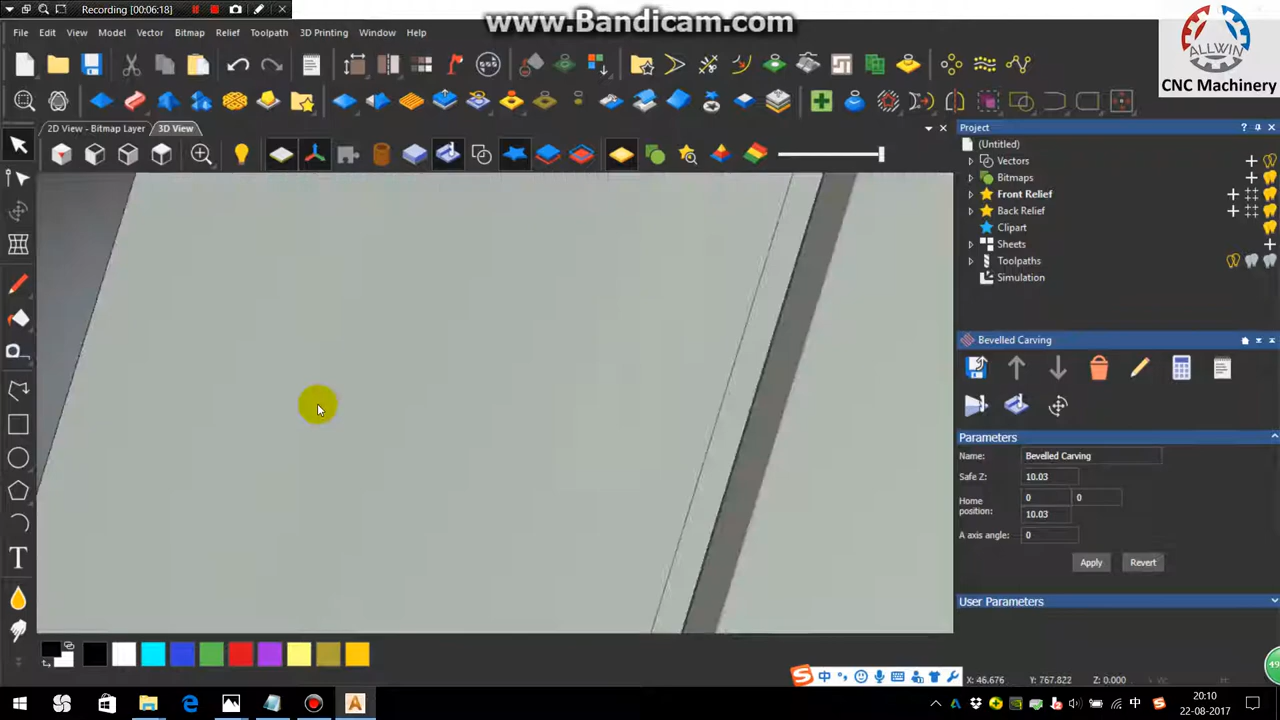 Recording [00:06:18]
www.Bandicam.com
ALLWIN
CNC Machinery
File Edit View Model Vector Bitmap Relief Toolpath 3D Printing Window Help
2D View - Bitmap Layer 3D View
Project
(Untitled)
Vectors
Bitmaps
Front Relief
Back Relief
Clipart
Sheets
Toolpaths
Simulation
Bevelled Carving
Parameters
Name: Bevelled Carving
Safe Z: 10.03
Home position: 0 0
10.03
A axis angle: 0
Apply Revert
User Parameters
T
中
49
X: 46.676 Y: 767.822 Z: 0.000
20:10
22-08-2017